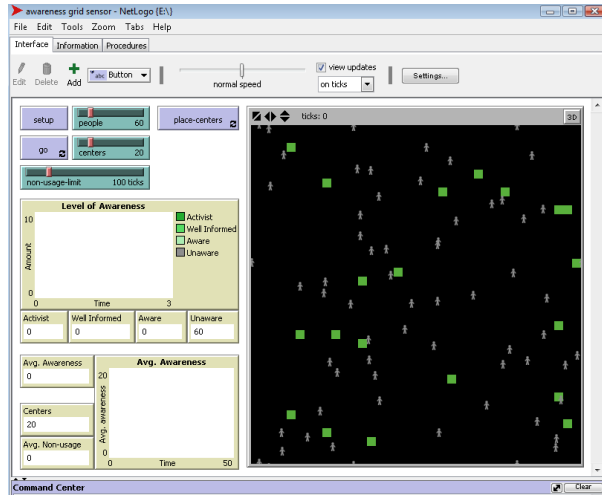 awareness grid sensor - NetLogo {E:\}
File Edit Tools Zoom Tabs Help
Interface Information Procedures
Edit Delete Add abc Button normal speed view updates on ticks Settings...
setup people 60 place-centers ticks: 0 3D
go centers 20
non-usage-limit 100 ticks
Level of Awareness
10
Amount
0
0 Time 3
Activist
Well Informed
Aware
Unaware
Activist Well Informed Aware Unaware
0 0 0 60
Avg. Awareness
0
Centers
20
Avg. Non-usage
0
Avg. Awareness
20
Avg. awareness
0
0 Time 50
Command Center Clear